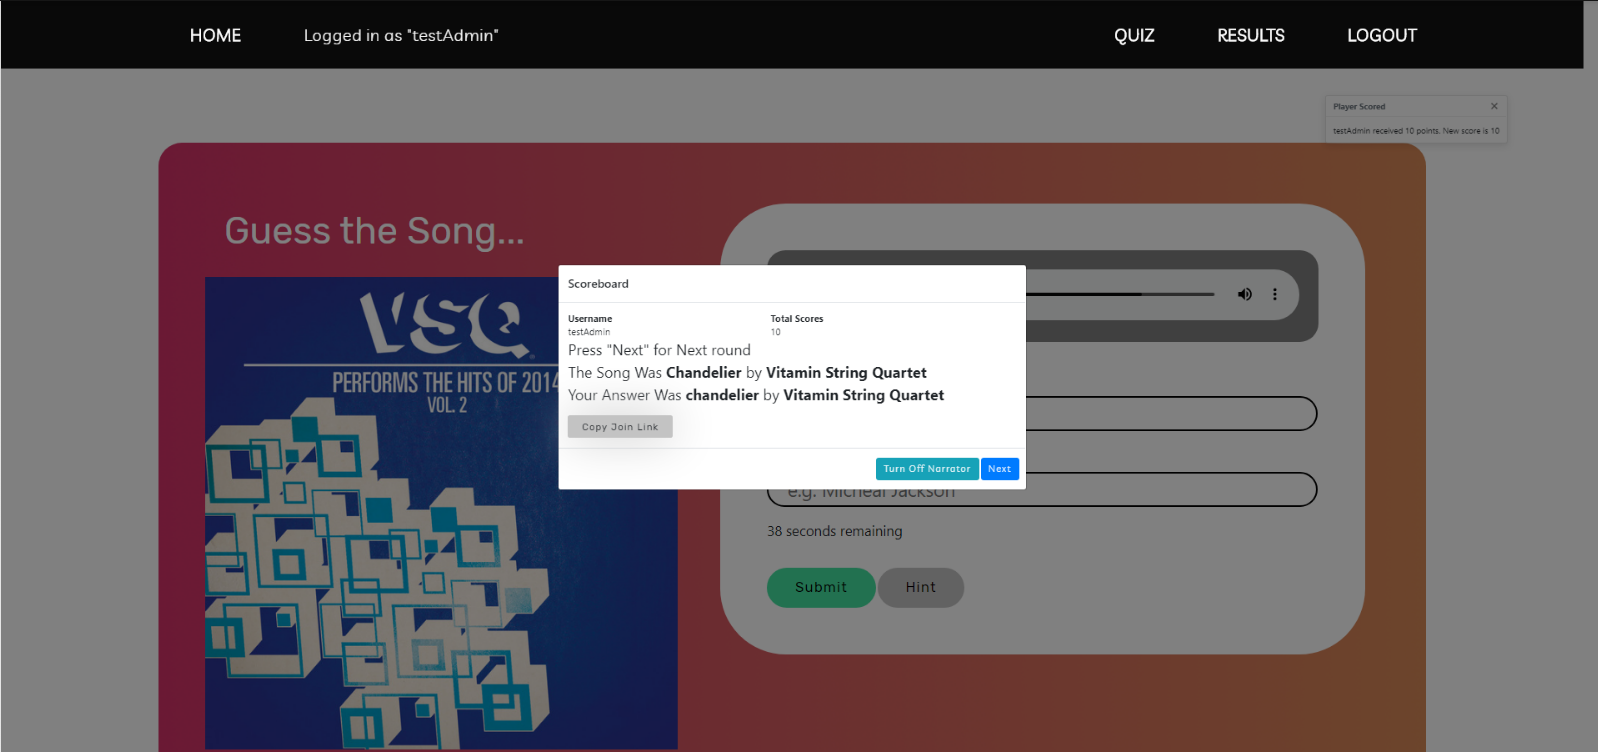 HOME
Logged in as "testAdmin"
QUIZ
RESULTS
LOGOUT
Player Scored
testAdmin received 10 points. New score is 10
Guess the Song...
VSQ
PERFORMS THE HITS OF 2014
VOL. 2
Scoreboard
Username Total Scores
testAdmin 10
Press "Next" for Next round
The Song Was Chandelier by Vitamin String Quartet
Your Answer Was chandelier by Vitamin String Quartet
Copy Join Link
Turn Off Narrator
Next
e.g. Micheal Jackson
38 seconds remaining
Submit
Hint